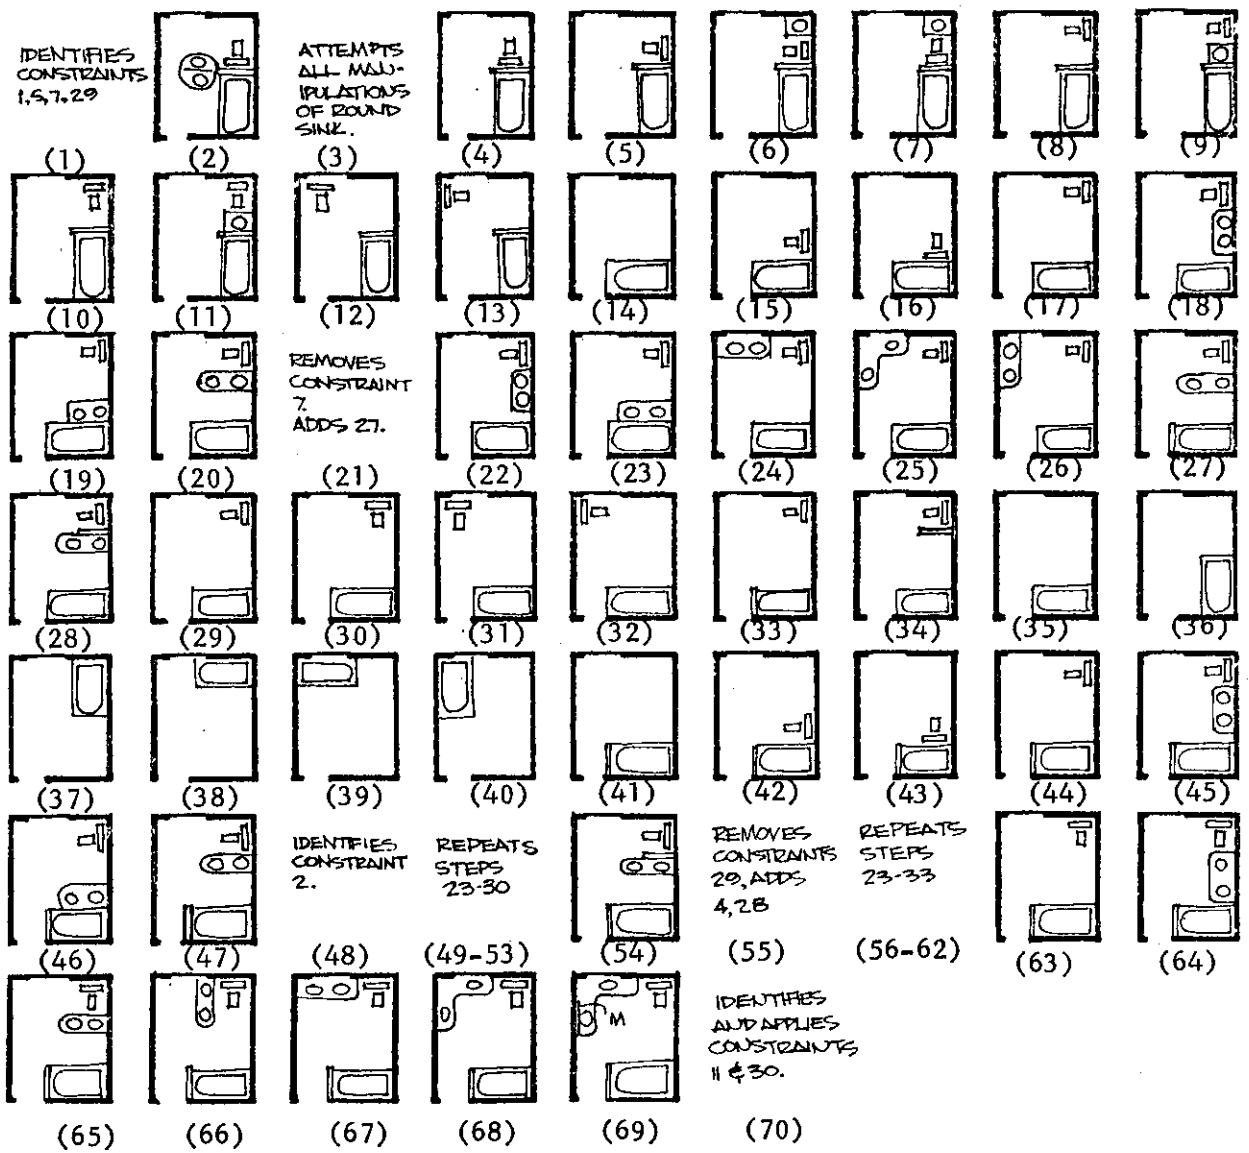 IDENTIFIES
CONSTRAINTS
1,5,7,29
ATTEMPTS
ALL MAN-
IPULATIONS
OF ROUND
SINK.
(1) (2) (3) (4) (5) (6) (7) (8) (9)
(10) (11) (12) (13) (14) (15) (16) (17) (18)
REMOVES
CONSTRAINT
7.
ADDS 27.
(19) (20) (21) (22) (23) (24) (25) (26) (27)
(28) (29) (30) (31) (32) (33) (34) (35) (36)
(37) (38) (39) (40) (41) (42) (43) (44) (45)
IDENTIFIES
CONSTRAINT
2.
REPEATS
STEPS
23-30
REMOVES
CONSTRAINTS
29, ADDS
4,28
REPEATS
STEPS
23-33
(46) (47) (48) (49-53) (54) (55) (56-62) (63) (64)
M
IDENTIFIES
AND APPLIES
CONSTRAINTS
11 & 30.
(65) (66) (67) (68) (69) (70)